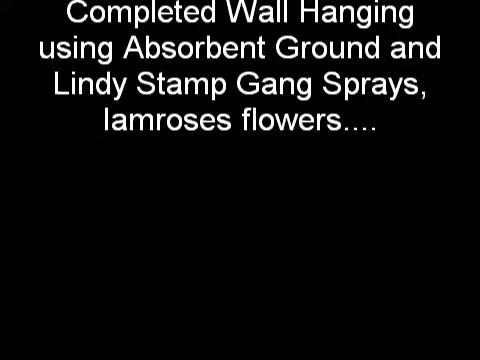 Completed Wall Hanging
using Absorbent Ground and
Lindy Stamp Gang Sprays,
Iamroses flowers....